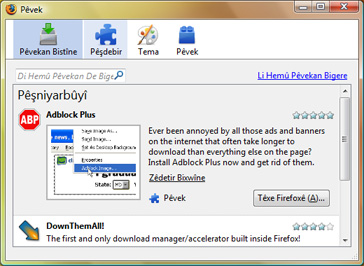 Pêvek
Pêvekan Bistîne
Pêşdebir
Tema
Pêvek
Di Hemû Pêvekan De Bige
Li Hemû Pêvekan Bigere
Pêşniyarbûyî
ABP
Adblock Plus
Save Image As...
Send Image...
Set As Desktop Background
Properties
Adblock Image...
State:
Ever been annoyed by all those ads and banners
on the internet that often take longer to
download than everything else on the page?
Install Adblock Plus now and get rid of them.
Zêdetir Bixwîne
Pêvek
Têxe Firefoxê (A)...
DownThemAll!
The first and only download manager/accelerator built inside Firefox!